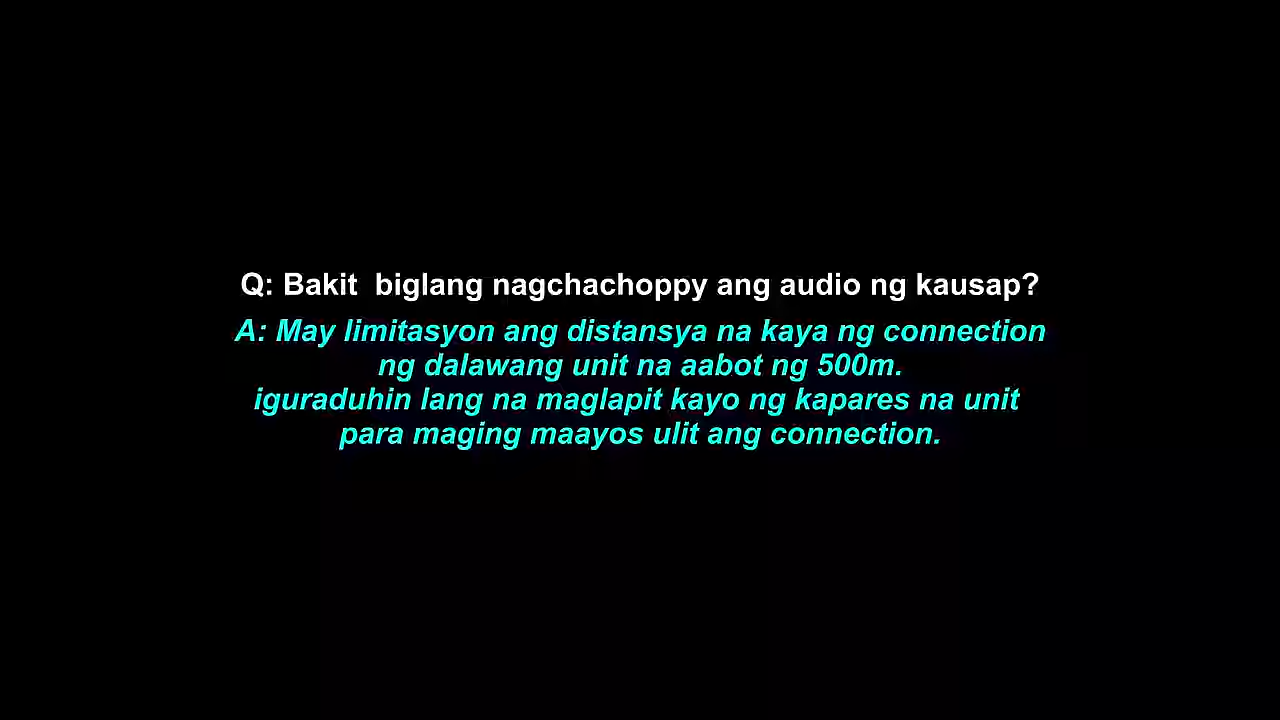 Q: Bakit  biglang nagchachoppy ang audio ng kausap?
A: May limitasyon ang distansya na kaya ng connection
ng dalawang unit na aabot ng 500m.
iguraduhin lang na maglapit kayo ng kapares na unit
para maging maayos ulit ang connection.